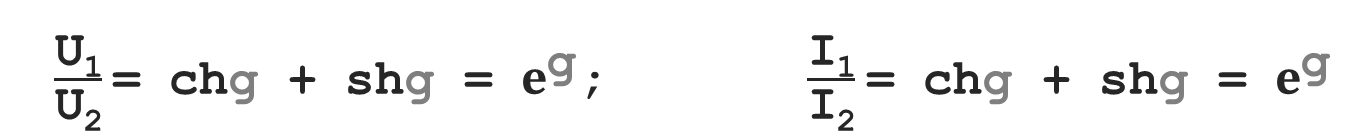 U₁/U₂ = chg + shg = e^g; I₁/I₂ = chg + shg = e^g